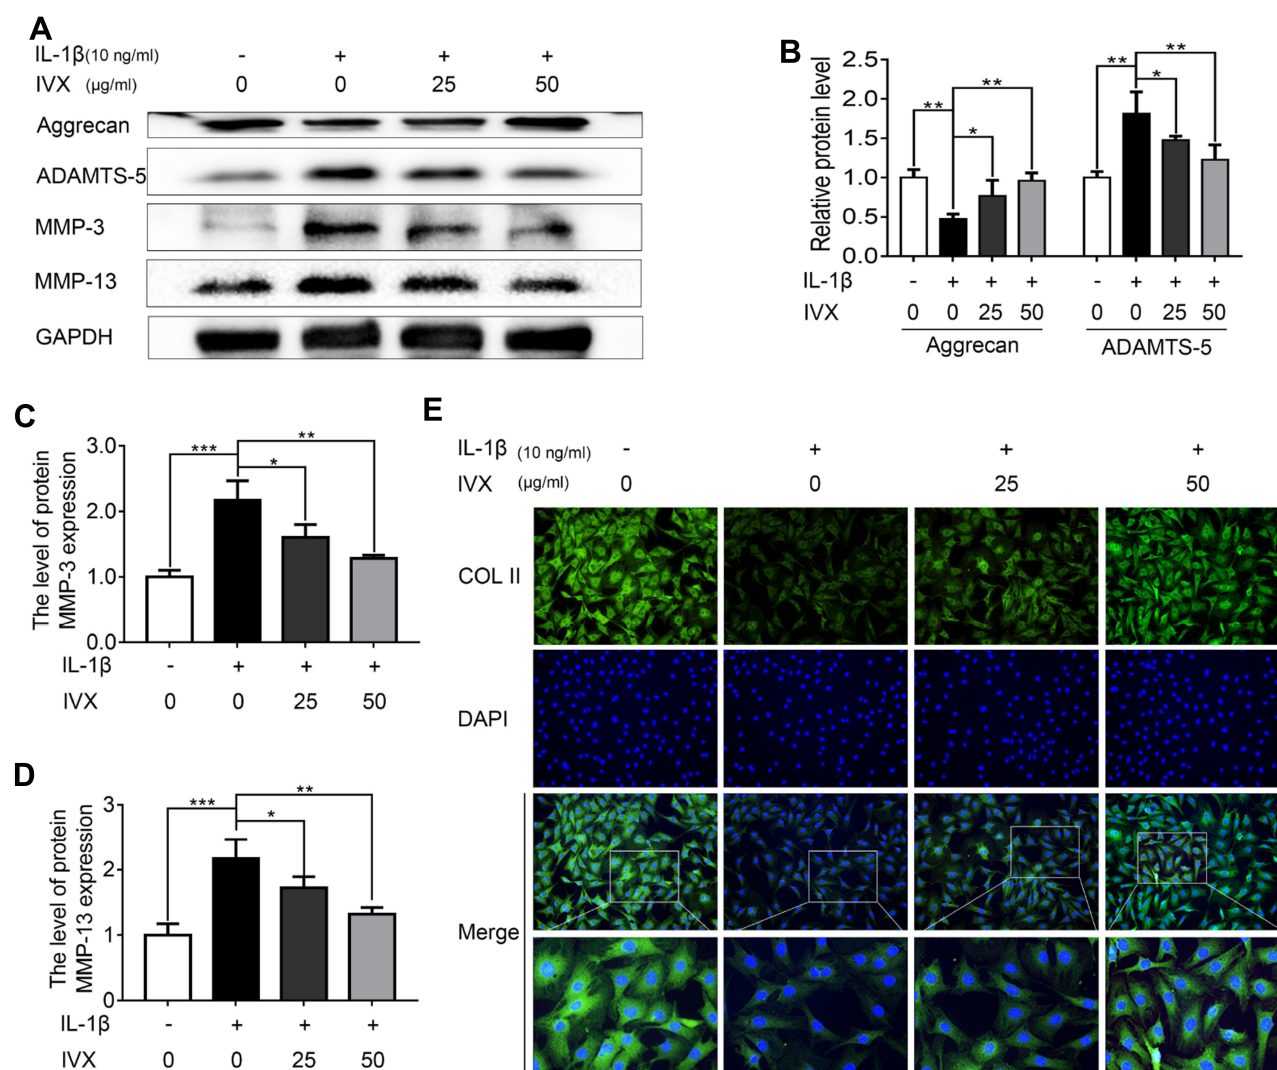 A
IL-1β(10 ng/ml) - + + +
IVX (μg/ml) 0 0 25 50
Aggrecan
ADAMTS-5
MMP-3
MMP-13
GAPDH
B
Relative protein level
2.5
2.0
1.5
1.0
0.5
0.0
** * ** ** * **
IL-1β - + + + - + + +
IVX 0 0 25 50 0 0 25 50
Aggrecan ADAMTS-5
C
The level of protein
MMP-3 expression
3.0
2.0
1.0
0.0
*** * **
IL-1β - + + +
IVX 0 0 25 50
D
The level of protein
MMP-13 expression
3
2
1
0
*** * **
IL-1β - + + +
IVX 0 0 25 50
E
IL-1β (10 ng/ml) - + + +
IVX (μg/ml) 0 0 25 50
COL II
DAPI
Merge